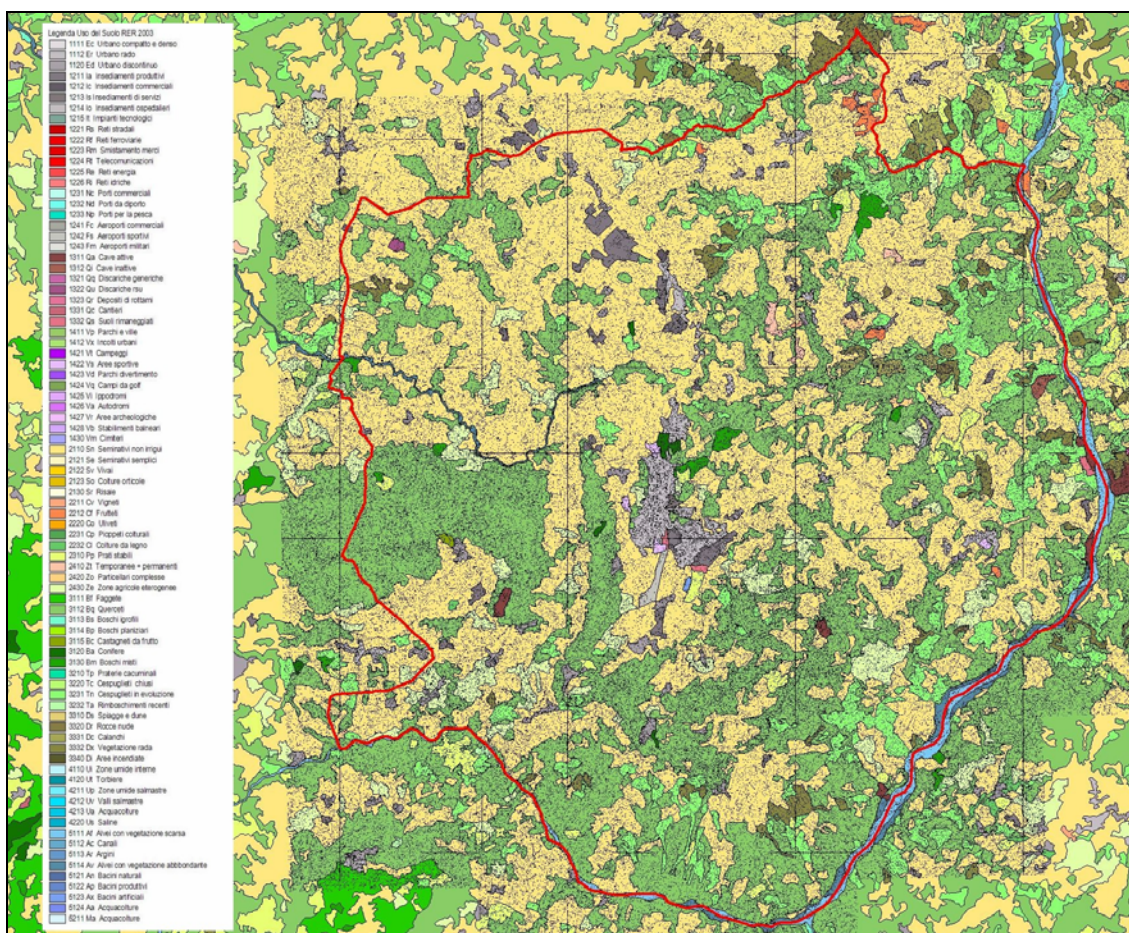 Legenda Uso del Suolo RER 2003
1111 Ec Urbano compatto e denso
1112 Er Urbano rado
1120 Ed Urbano discontinuo
1211 Ia Insediamenti produttivi
1212 Ic Insediamenti commerciali
1213 Is Insediamenti di servizi
1214 Io Insediamenti ospedalieri
1215 It Impianti tecnologici
1221 Rs Reti stradali
1222 Rf Reti ferroviarie
1223 Rm Smistamento merci
1224 Rt Telecomunicazioni
1225 Re Reti energia
1226 Ri Reti idriche
1231 Nc Porti commerciali
1232 Nd Porti da diporto
1233 Np Porti per la pesca
1241 Fc Aeroporti commerciali
1242 Fs Aeroporti sportivi
1243 Fm Aeroporti militari
1311 Qa Cave attive
1312 Qi Cave inattive
1321 Qq Discariche generiche
1322 Qu Discariche rsu
1323 Qr Depositi di rottami
1331 Qc Cantieri
1332 Qs Suoli rimaneggiati
1411 Vp Parchi e ville
1412 Vx Incolti urbani
1421 Vt Campeggi
1422 Vs Aree sportive
1423 Vd Parchi divertimento
1424 Vq Campi da golf
1425 Vi Ippodromi
1426 Va Autodromi
1427 Vr Aree archeologiche
1428 Vb Stabilimenti balneari
1430 Vm Cimiteri
2110 Sn Seminativi non irrigui
2121 Se Seminativi semplici
2122 Sv Vivai
2123 So Colture orticole
2130 Sr Risaie
2211 Cv Vigneti
2212 Cf Frutteti
2220 Co Uliveti
2231 Cp Pioppeti colturali
2232 Cl Colture da legno
2310 Pp Prati stabili
2410 Zt Temporanee + permanenti
2420 Zo Particellari complesse
2430 Ze Zone agricole eterogenee
3111 Bf Faggete
3112 Bq Querceti
3113 Bs Boschi igrofili
3114 Bp Boschi planiziari
3115 Bc Castagneti da frutto
3120 Ba Conifere
3130 Bm Boschi misti
3210 Tp Praterie cacuminali
3220 Tc Cespuglieti chiusi
3231 Tn Cespuglieti in evoluzione
3232 Ta Rimboschimenti recenti
3310 Ds Spiagge e dune
3320 Dr Rocce nude
3331 Dc Calanchi
3332 Dx Vegetazione rada
3340 Di Aree incendiate
4110 Ui Zone umide interne
4120 Ut Torbiere
4211 Up Zone umide salmastre
4212 Uv Valli salmastre
4213 Ua Acquacolture
4220 Us Saline
5111 Af Alvei con vegetazione scarsa
5112 Ac Canali
5113 Ar Argini
5114 Av Alvei con vegetazione abbbondante
5121 An Bacini naturali
5122 Ap Bacini produttivi
5123 Ax Bacini artificiali
5124 Aa Acquacolture
5211 Ma Acquacolture